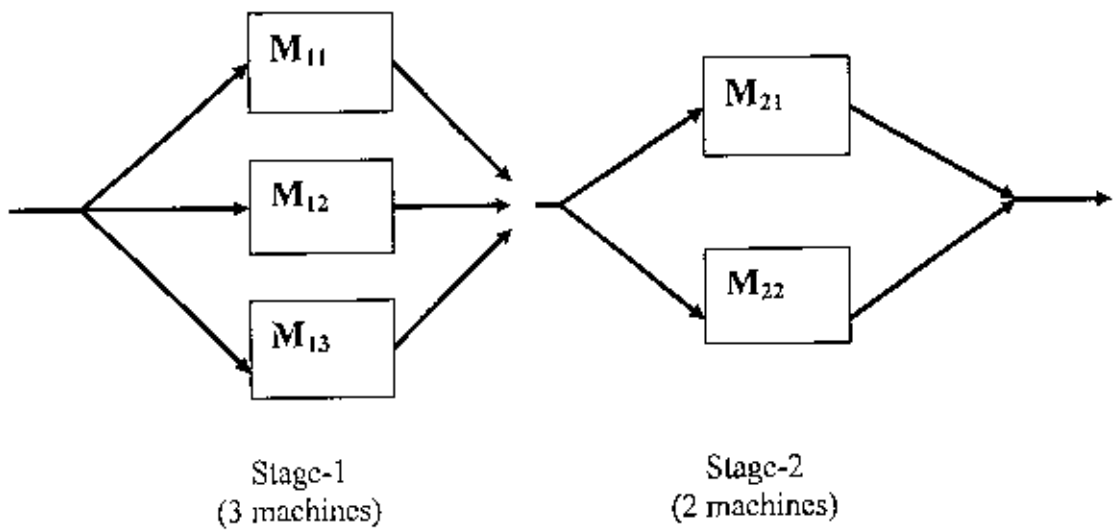 M₁₁
M₁₂
M₁₃
M₂₁
M₂₂
Stage-1
(3 machines)
Stage-2
(2 machines)